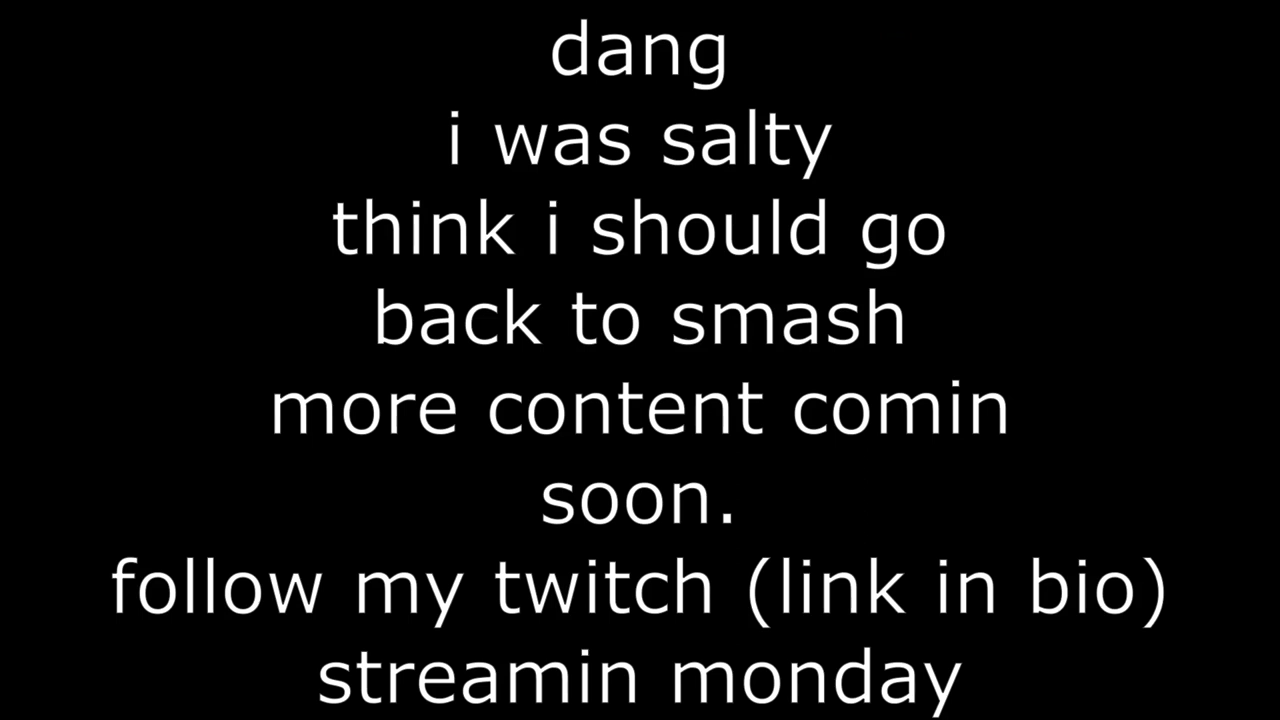 dang
i was salty
think i should go
back to smash
more content comin
soon.
follow my twitch (link in bio)
streamin monday